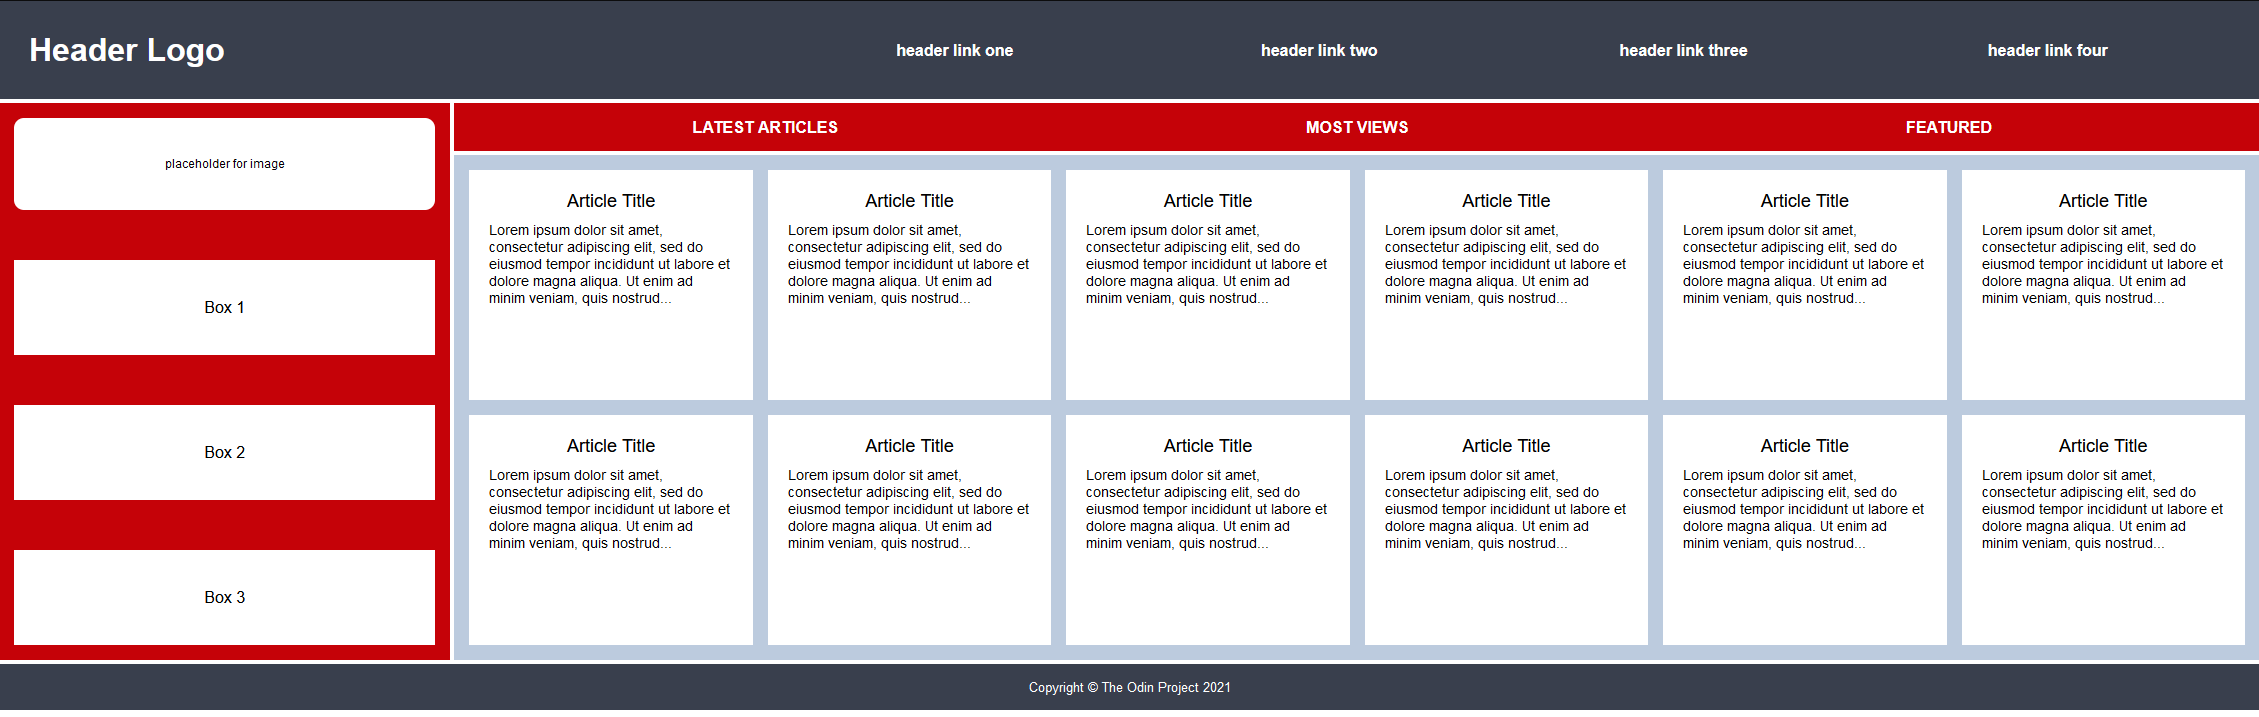 Header Logo
header link one
header link two
header link three
header link four
placeholder for image
Box 1
Box 2
Box 3
LATEST ARTICLES
MOST VIEWS
FEATURED
Article Title
Lorem ipsum dolor sit amet,
consectetur adipiscing elit, sed do
eiusmod tempor incididunt ut labore et
dolore magna aliqua. Ut enim ad
minim veniam, quis nostrud...
Article Title
Lorem ipsum dolor sit amet,
consectetur adipiscing elit, sed do
eiusmod tempor incididunt ut labore et
dolore magna aliqua. Ut enim ad
minim veniam, quis nostrud...
Article Title
Lorem ipsum dolor sit amet,
consectetur adipiscing elit, sed do
eiusmod tempor incididunt ut labore et
dolore magna aliqua. Ut enim ad
minim veniam, quis nostrud...
Article Title
Lorem ipsum dolor sit amet,
consectetur adipiscing elit, sed do
eiusmod tempor incididunt ut labore et
dolore magna aliqua. Ut enim ad
minim veniam, quis nostrud...
Article Title
Lorem ipsum dolor sit amet,
consectetur adipiscing elit, sed do
eiusmod tempor incididunt ut labore et
dolore magna aliqua. Ut enim ad
minim veniam, quis nostrud...
Article Title
Lorem ipsum dolor sit amet,
consectetur adipiscing elit, sed do
eiusmod tempor incididunt ut labore et
dolore magna aliqua. Ut enim ad
minim veniam, quis nostrud...
Article Title
Lorem ipsum dolor sit amet,
consectetur adipiscing elit, sed do
eiusmod tempor incididunt ut labore et
dolore magna aliqua. Ut enim ad
minim veniam, quis nostrud...
Article Title
Lorem ipsum dolor sit amet,
consectetur adipiscing elit, sed do
eiusmod tempor incididunt ut labore et
dolore magna aliqua. Ut enim ad
minim veniam, quis nostrud...
Article Title
Lorem ipsum dolor sit amet,
consectetur adipiscing elit, sed do
eiusmod tempor incididunt ut labore et
dolore magna aliqua. Ut enim ad
minim veniam, quis nostrud...
Article Title
Lorem ipsum dolor sit amet,
consectetur adipiscing elit, sed do
eiusmod tempor incididunt ut labore et
dolore magna aliqua. Ut enim ad
minim veniam, quis nostrud...
Article Title
Lorem ipsum dolor sit amet,
consectetur adipiscing elit, sed do
eiusmod tempor incididunt ut labore et
dolore magna aliqua. Ut enim ad
minim veniam, quis nostrud...
Article Title
Lorem ipsum dolor sit amet,
consectetur adipiscing elit, sed do
eiusmod tempor incididunt ut labore et
dolore magna aliqua. Ut enim ad
minim veniam, quis nostrud...
Copyright © The Odin Project 2021